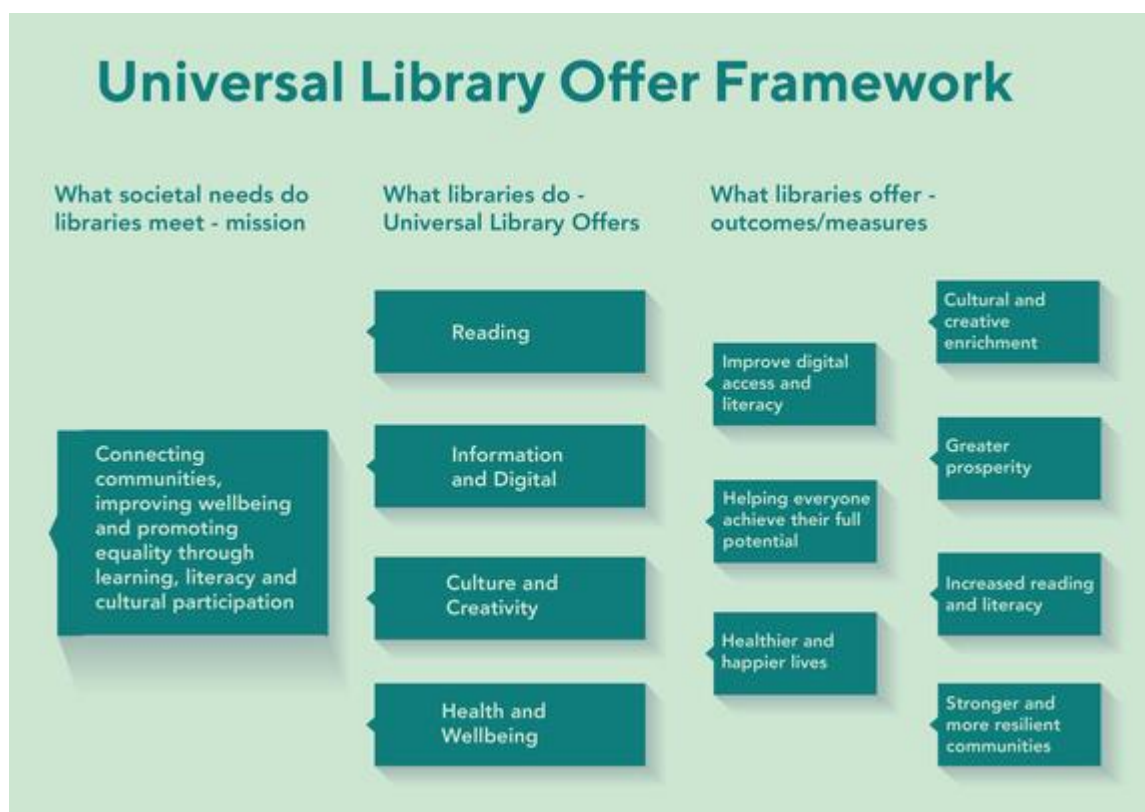 Universal Library Offer Framework
What societal needs do
libraries meet - mission
Connecting
communities,
improving wellbeing
and promoting
equality through
learning, literacy and
cultural participation
What libraries do -
Universal Library Offers
Reading
Information
and Digital
Culture and
Creativity
Health and
Wellbeing
What libraries offer -
outcomes/measures
Improve digital
access and
literacy
Helping everyone
achieve their full
potential
Healthier and
happier lives
Cultural and
creative
enrichment
Greater
prosperity
Increased reading
and literacy
Stronger and
more resilient
communities